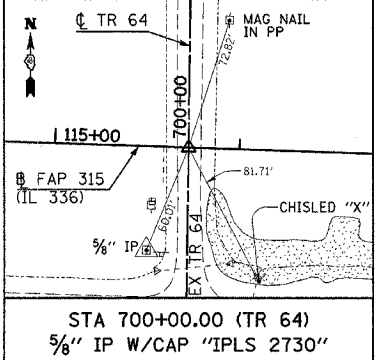 N
℄ TR 64
MAG NAIL
IN PP
72.82'
700+00
115+00
81.71'
℔ FAP 315
(IL 336)
60.01'
CHISLED "X"
5/8" IP
EX TR 64
STA 700+00.00 (TR 64)
5/8" IP W/CAP "IPLS 2730"